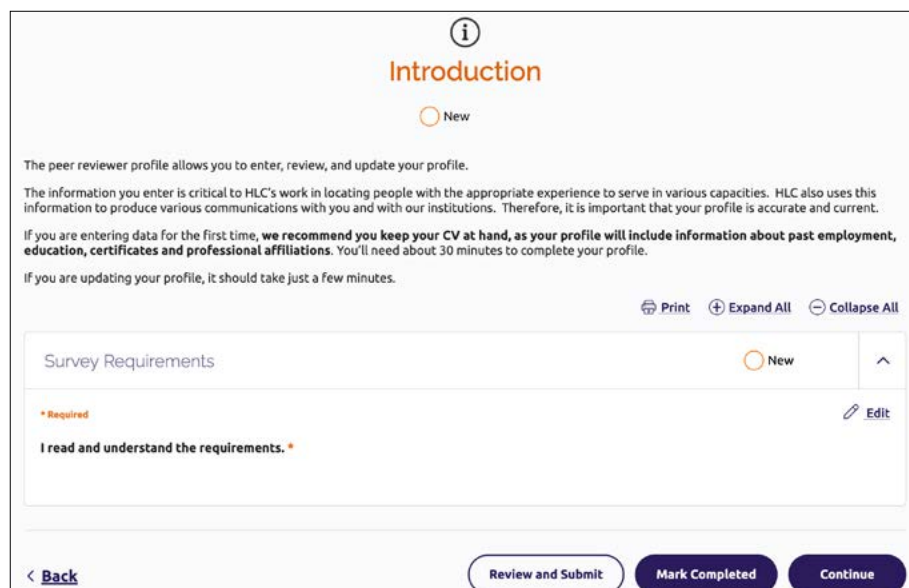 Introduction
New
The peer reviewer profile allows you to enter, review, and update your profile.
The information you enter is critical to HLC's work in locating people with the appropriate experience to serve in various capacities. HLC also uses this
information to produce various communications with you and with our institutions. Therefore, it is important that your profile is accurate and current.
If you are entering data for the first time, we recommend you keep your CV at hand, as your profile will include information about past employment,
education, certificates and professional affiliations. You'll need about 30 minutes to complete your profile.
If you are updating your profile, it should take just a few minutes.
Print Expand All Collapse All
Survey Requirements New
* Required Edit
I read and understand the requirements. *
< Back Review and Submit Mark Completed Continue